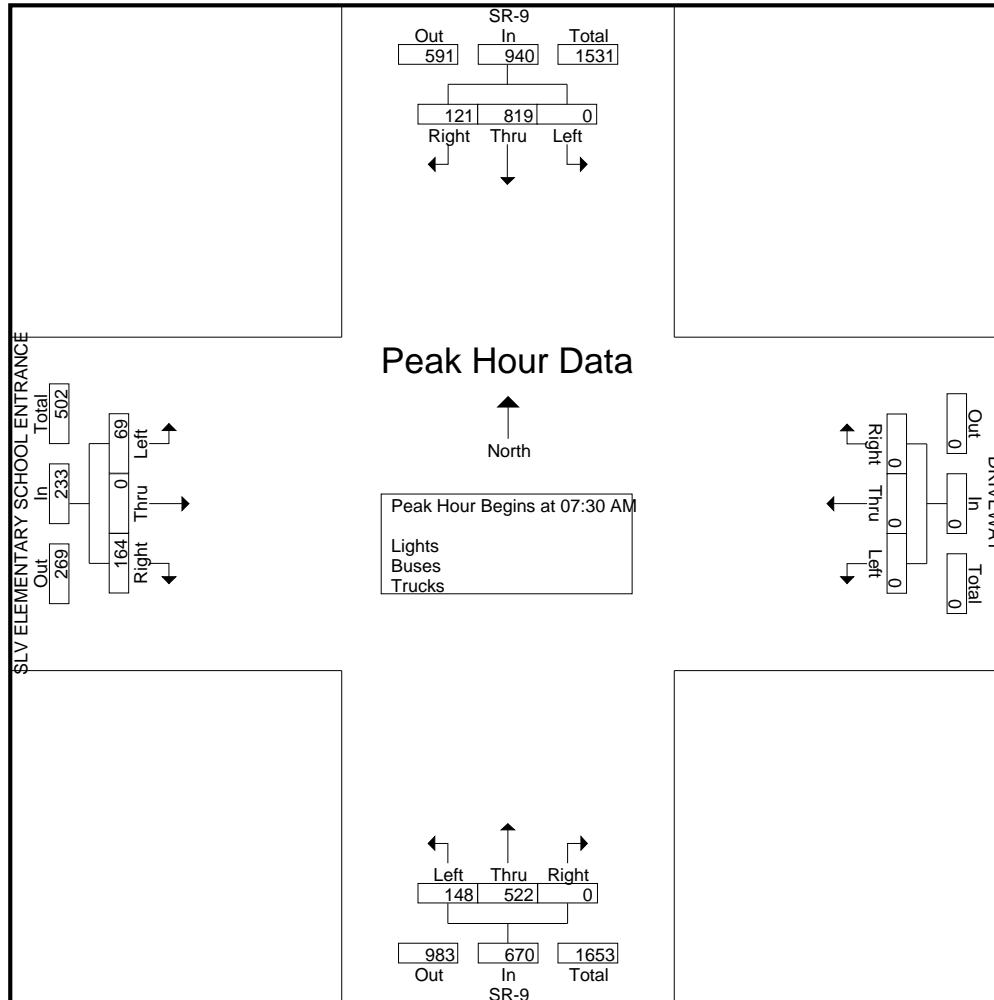 SR-9
Out In Total
591 940 1531
121 819 0
Right Thru Left
Peak Hour Data
North
Peak Hour Begins at 07:30 AM
Lights
Buses
Trucks
SLV ELEMENTARY SCHOOL ENTRANCE
Out In Total
269 233 502
Right Thru Left
164 0 69
DRIVEWAY
Out In Total
0 0 0
Right Thru Left
0 0 0
Left Thru Right
148 522 0
983 670 1653
Out In Total
SR-9